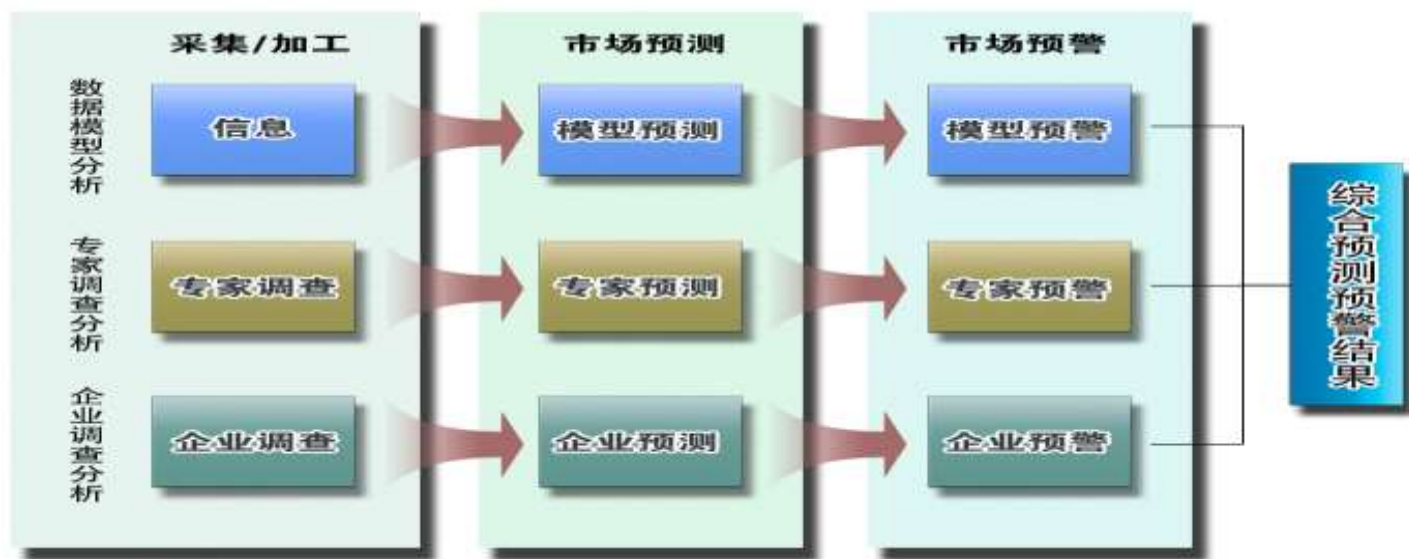 采集/加工
市场预测
市场预警
数据模型分析
信息
模型预测
模型预警
专家调查分析
专家调查
专家预测
专家预警
企业调查分析
企业调查
企业预测
企业预警
综合预测预警结果